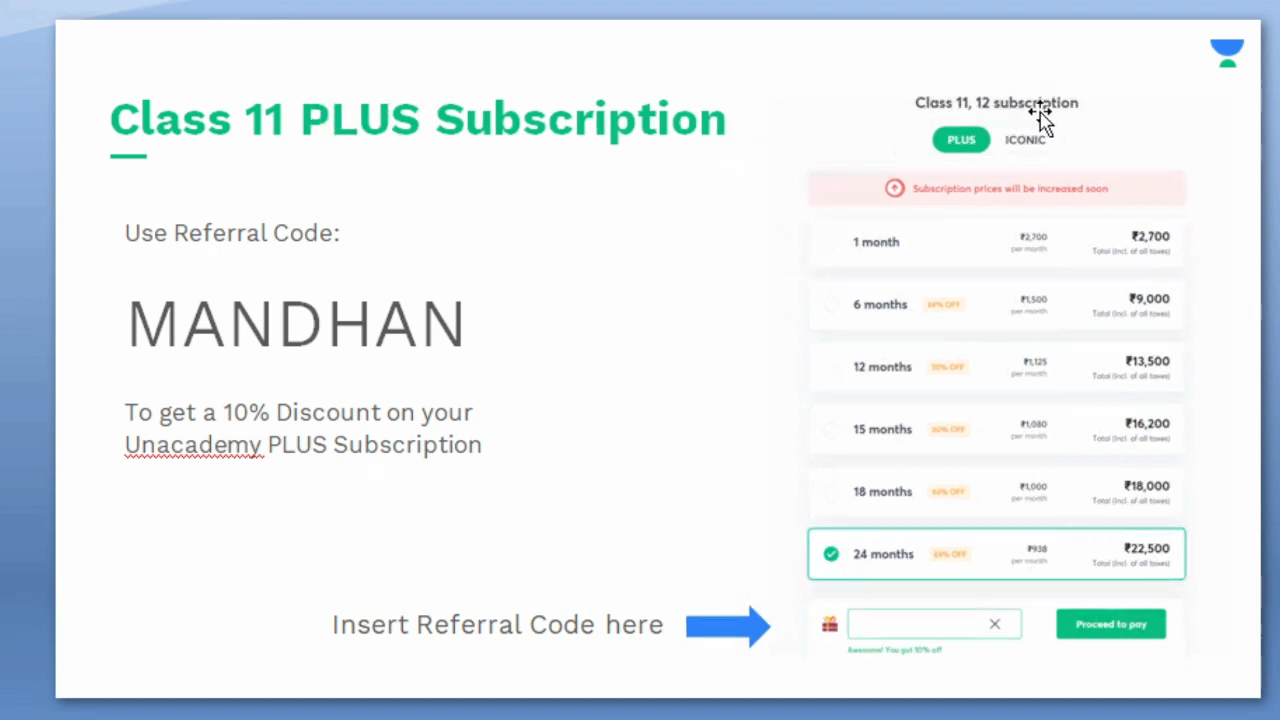 Class 11 PLUS Subscription
Use Referral Code:
MANDHAN
To get a 10% Discount on your
Unacademy PLUS Subscription
Insert Referral Code here
Class 11, 12 subscription
PLUS ICONIC
Subscription prices will be increased soon
1 month ₹2,700 ₹2,700
per month Total (Incl. of all taxes)
6 months OFF ₹1,500 ₹9,000
per month Total (Incl. of all taxes)
12 months OFF ₹1,125 ₹13,500
per month Total (Incl. of all taxes)
15 months OFF ₹1,080 ₹16,200
per month Total (Incl. of all taxes)
18 months OFF ₹1,000 ₹18,000
per month Total (Incl. of all taxes)
24 months OFF ₹938 ₹22,500
per month Total (Incl. of all taxes)
Proceed to pay
Awesome! You got 10% off